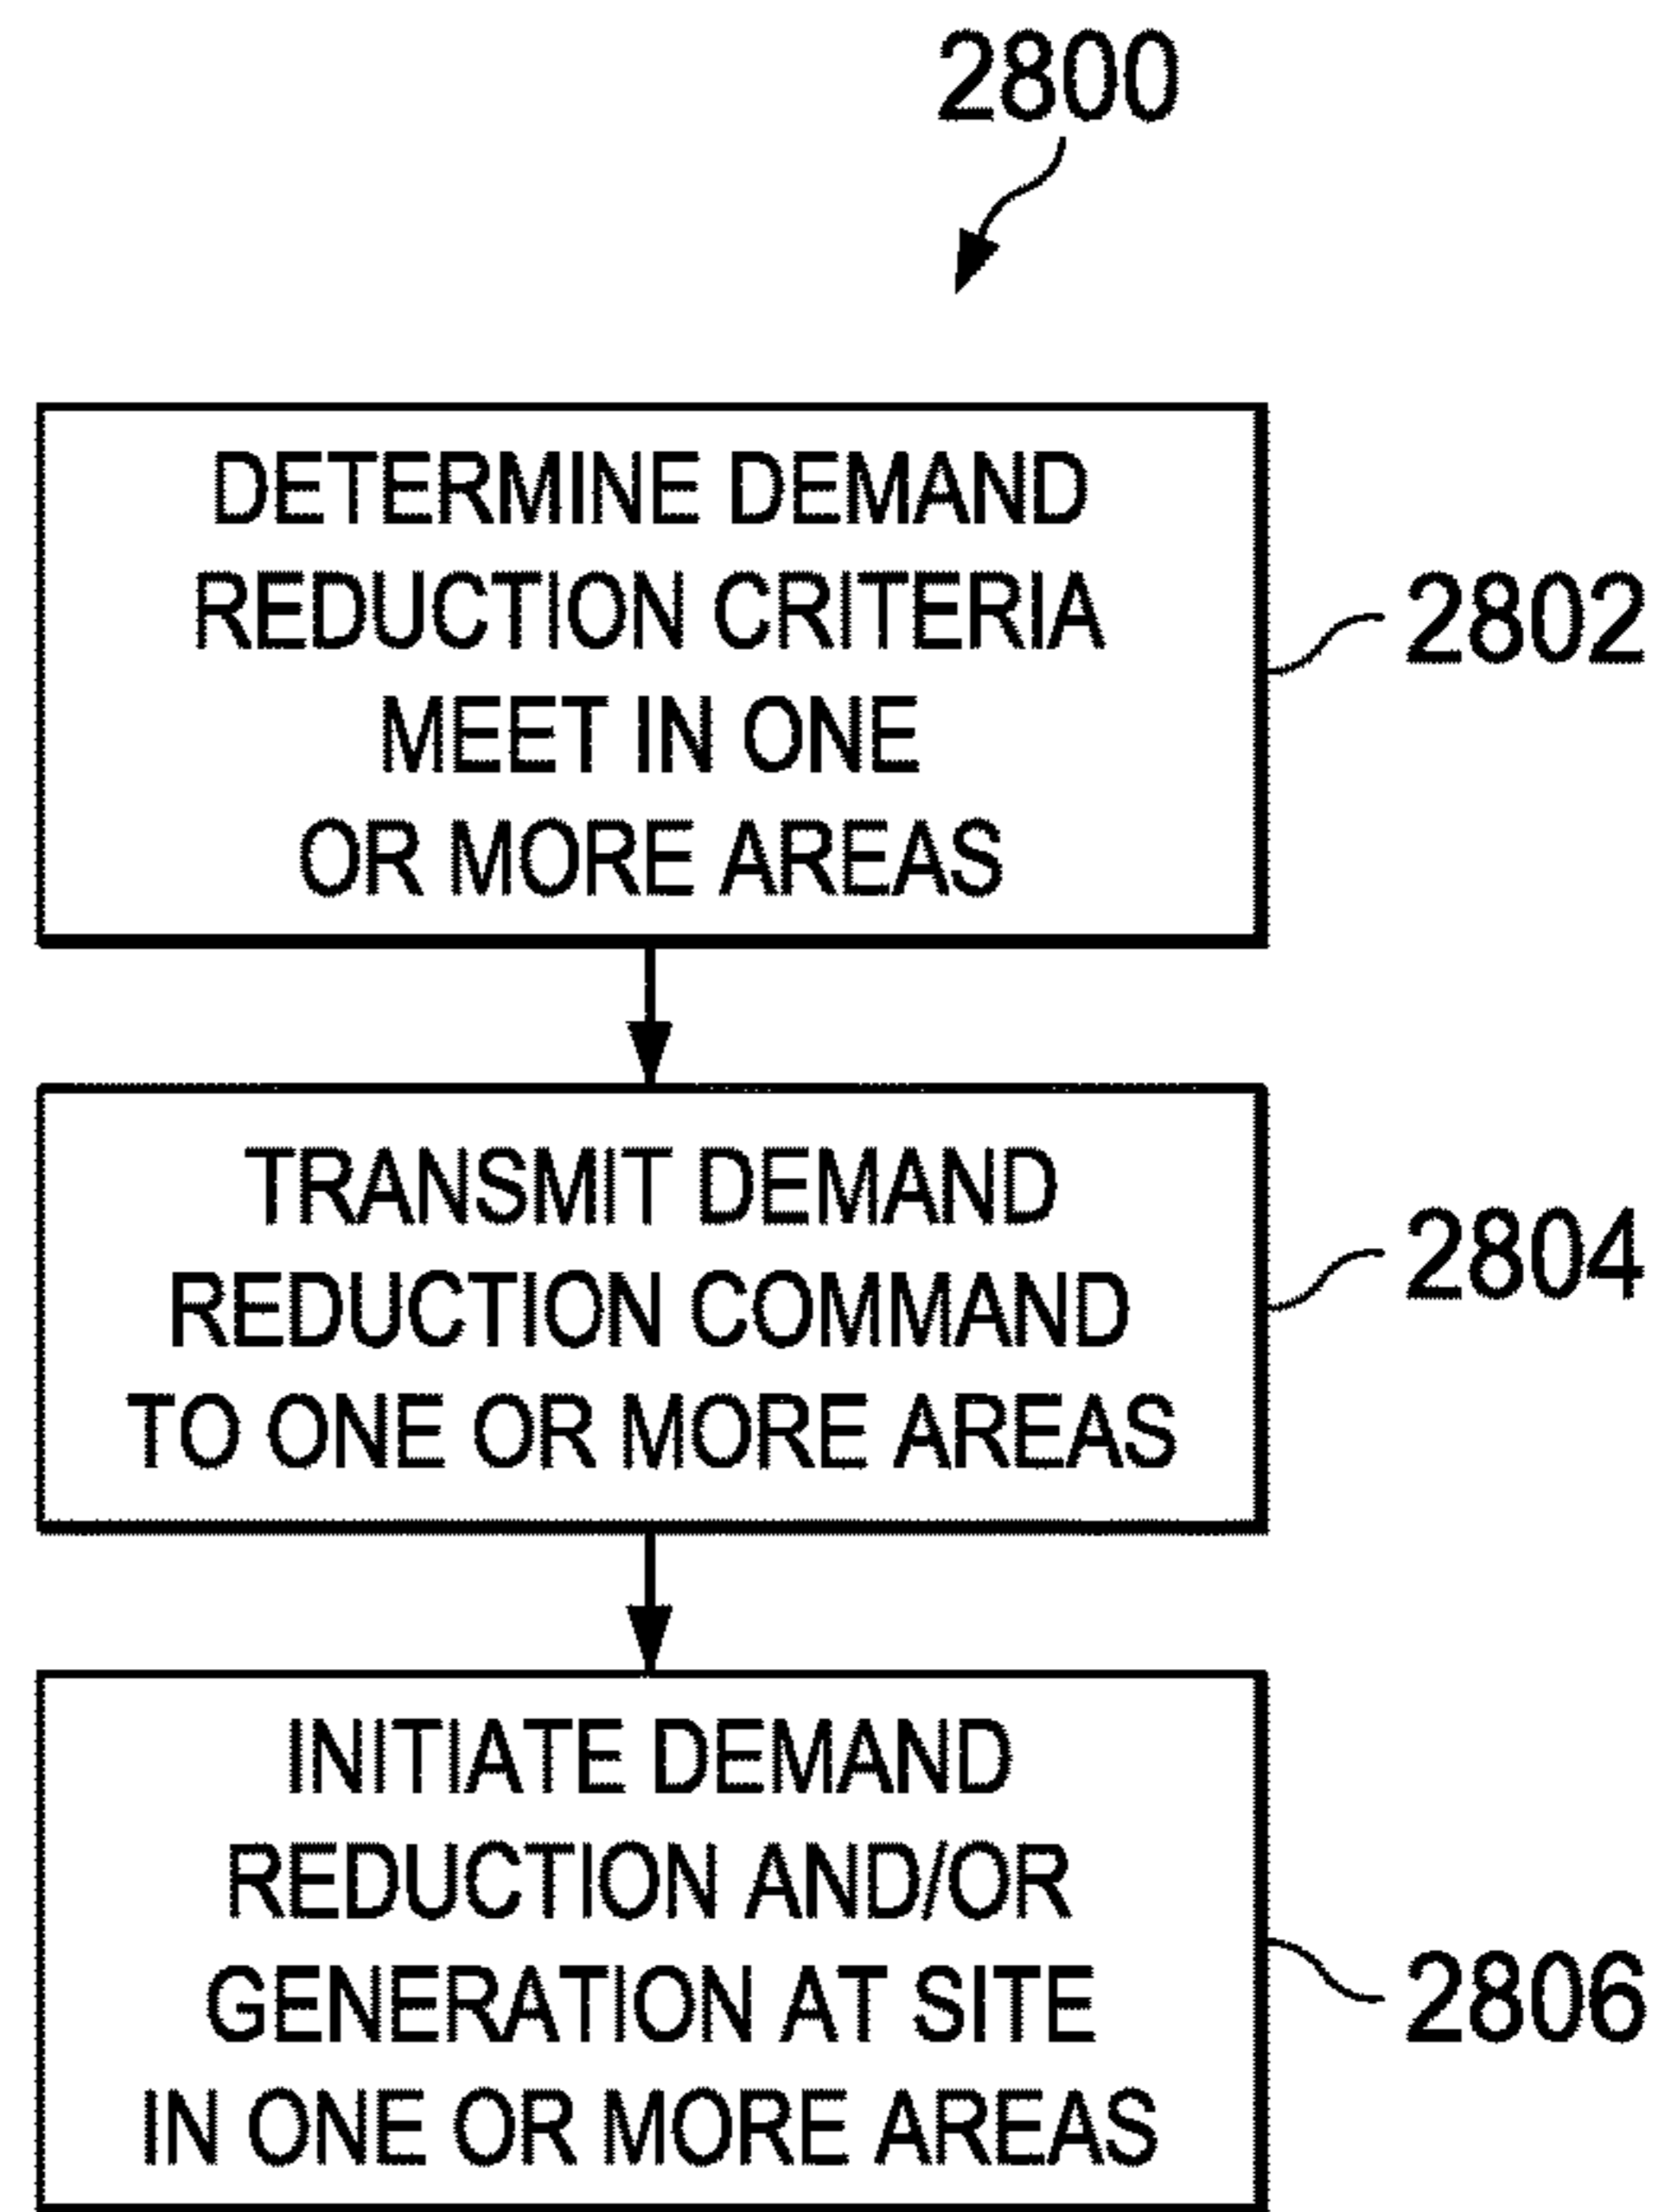 2800
DETERMINE DEMAND
REDUCTION CRITERIA
MEET IN ONE
OR MORE AREAS
2802
TRANSMIT DEMAND
REDUCTION COMMAND
TO ONE OR MORE AREAS
2804
INITIATE DEMAND
REDUCTION AND/OR
GENERATION AT SITE
IN ONE OR MORE AREAS
2806